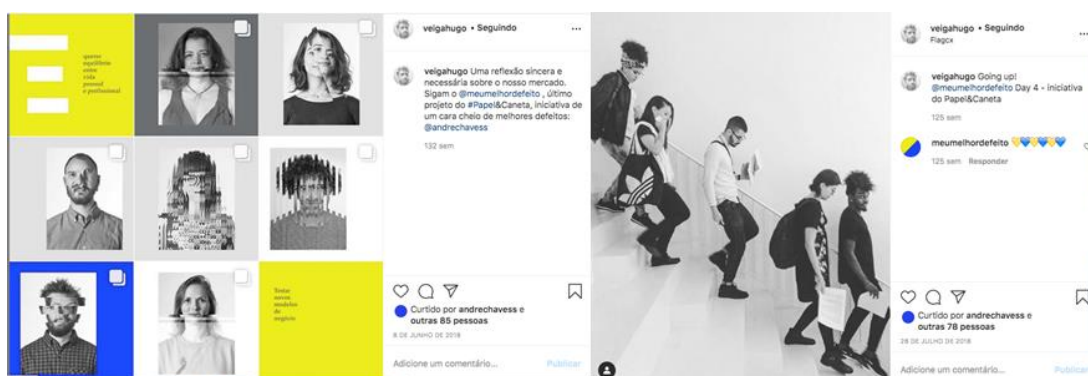 quero
equilíbrio
entre
vida
pessoal
e profissional
Testar
novos
modelos
de
negócio
veigahugo • Seguindo
veigahugo Uma reflexão sincera e
necessária sobre o nosso mercado.
Sigam o @meumelhordefeito , último
projeto do #Papel&Caneta, iniciativa de
um cara cheio de melhores defeitos:
@andrechavess
132 sem
Curtido por andrechavess e
outras 85 pessoas
8 DE JUNHO DE 2018
Adicione um comentário...
Publicar
veigahugo • Seguindo
Flagcx
veigahugo Going up!
@meumelhordefeito Day 4 - iniciativa
do Papel&Caneta
125 sem
meumelhordefeito 💛💙💛💙💛💙
125 sem Responder
Curtido por andrechavess e
outras 78 pessoas
28 DE JULHO DE 2018
Adicione um comentário...
Publicar